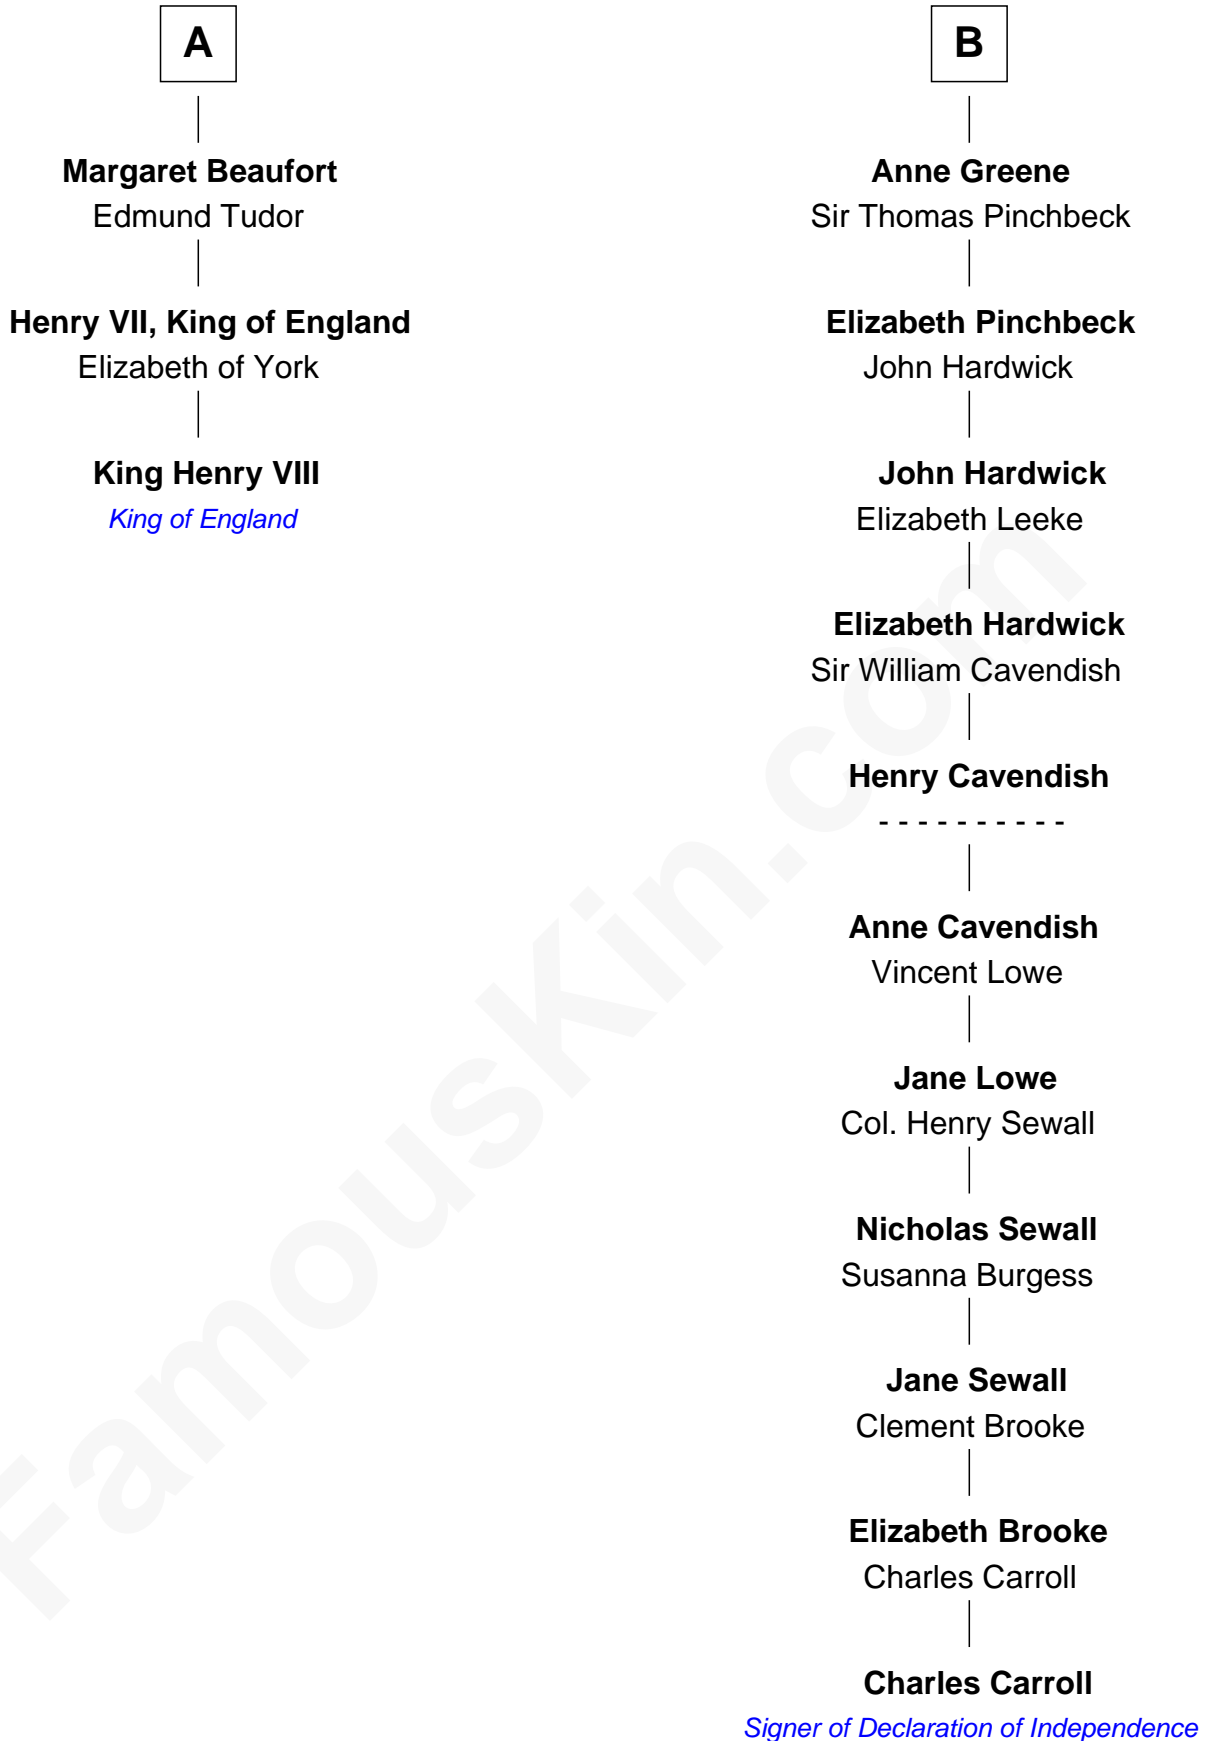 A
Margaret Beaufort
Edmund Tudor
Henry VII, King of England
Elizabeth of York
King Henry VIII
King of England
B
Anne Greene
Sir Thomas Pinchbeck
Elizabeth Pinchbeck
John Hardwick
John Hardwick
Elizabeth Leeke
Elizabeth Hardwick
Sir William Cavendish
Henry Cavendish
- - - - - - - - - -
Anne Cavendish
Vincent Lowe
Jane Lowe
Col. Henry Sewall
Nicholas Sewall
Susanna Burgess
Jane Sewall
Clement Brooke
Elizabeth Brooke
Charles Carroll
Charles Carroll
Signer of Declaration of Independence
FamousKin.com